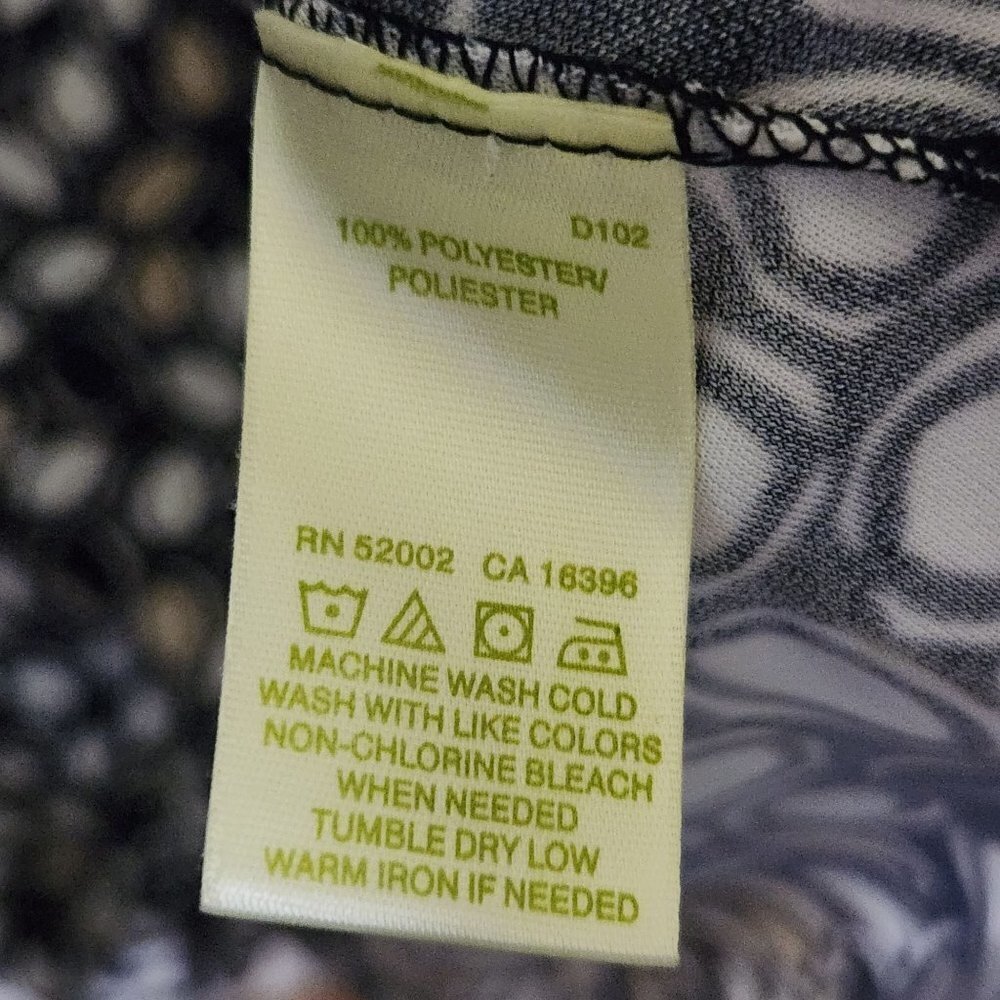 D102
100% POLYESTER/
POLIESTER
RN 52002 CA 16396
MACHINE WASH COLD
WASH WITH LIKE COLORS
NON-CHLORINE BLEACH
WHEN NEEDED
TUMBLE DRY LOW
WARM IRON IF NEEDED